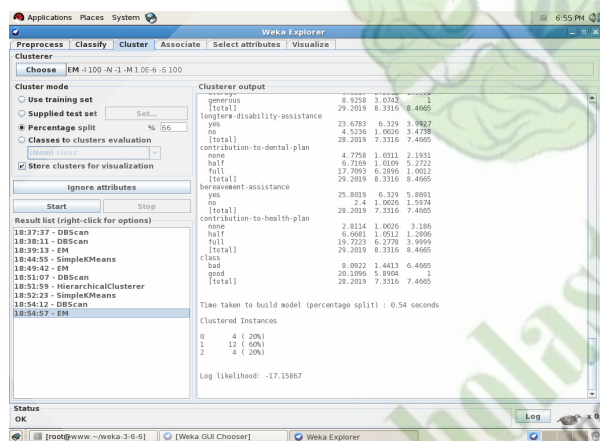 Applications Places System 6:55 PM
Weka Explorer
Preprocess Classify Cluster Associate Select attributes Visualize
Clusterer
Choose EM -I 100 -N -1 -M 1.0E-6 -S 100
Cluster mode
Use training set
Supplied test set Set...
Percentage split % 66
Classes to clusters evaluation
(Nom) class
Store clusters for visualization
Ignore attributes
Start Stop
Result list (right-click for options)
18:37:37 - DBScan
18:38:11 - DBScan
18:39:13 - EM
18:44:55 - SimpleKMeans
18:49:42 - EM
18:51:07 - DBScan
18:51:59 - HierarchicalClusterer
18:52:23 - SimpleKMeans
18:54:12 - DBScan
18:54:57 - EM
Clusterer output
generous 8.9258 3.0742 1
[total] 29.2019 8.3318 8.4665
longterm-disability-assistance
yes 23.6783 6.329 3.9927
no 4.5236 1.0026 3.4738
[total] 28.2019 7.3316 7.4665
contribution-to-dental-plan
none 4.7758 1.0311 2.1931
half 6.7169 1.0109 5.2722
full 17.7093 6.2896 1.0012
[total] 29.2019 8.3316 8.4665
bereavement-assistance
yes 25.8019 6.329 5.8691
no 2.4 1.0026 1.5974
[total] 28.2019 7.3316 7.4665
contribution-to-health-plan
none 2.8114 1.0026 3.186
half 6.6681 1.0512 1.2806
full 19.7223 6.2778 3.9999
[total] 29.2019 8.3316 8.4665
class
bad 8.0922 1.4413 6.4665
good 20.1096 5.8904 1
[total] 28.2019 7.3316 7.4665
Time taken to build model (percentage split) : 0.54 seconds
Clustered Instances
0 4 ( 20%)
1 12 ( 60%)
2 4 ( 20%)
Log likelihood: -17.15867
Status
OK
Log x 0
[root@www:~/weka-3-6-6] [Weka GUI Chooser] Weka Explorer